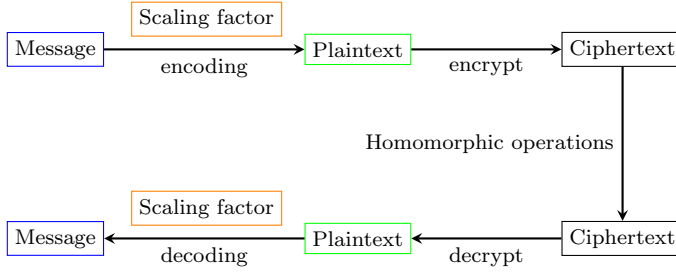 Scaling factor
Message
Plaintext
Ciphertext
encoding
encrypt
Homomorphic operations
Scaling factor
Message
Plaintext
Ciphertext
decoding
decrypt